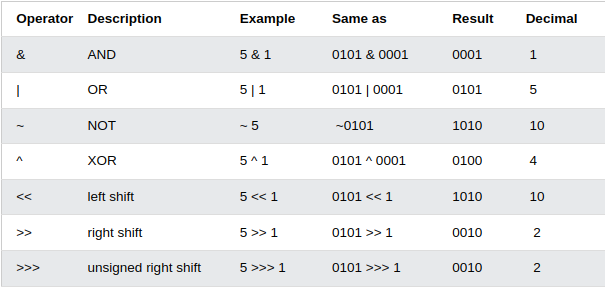 Operator Description Example Same as Result Decimal
& AND 5 & 1 0101 & 0001 0001 1
| OR 5 | 1 0101 | 0001 0101 5
~ NOT ~ 5 ~0101 1010 10
^ XOR 5 ^ 1 0101 ^ 0001 0100 4
<< left shift 5 << 1 0101 << 1 1010 10
>> right shift 5 >> 1 0101 >> 1 0010 2
>>> unsigned right shift 5 >>> 1 0101 >>> 1 0010 2